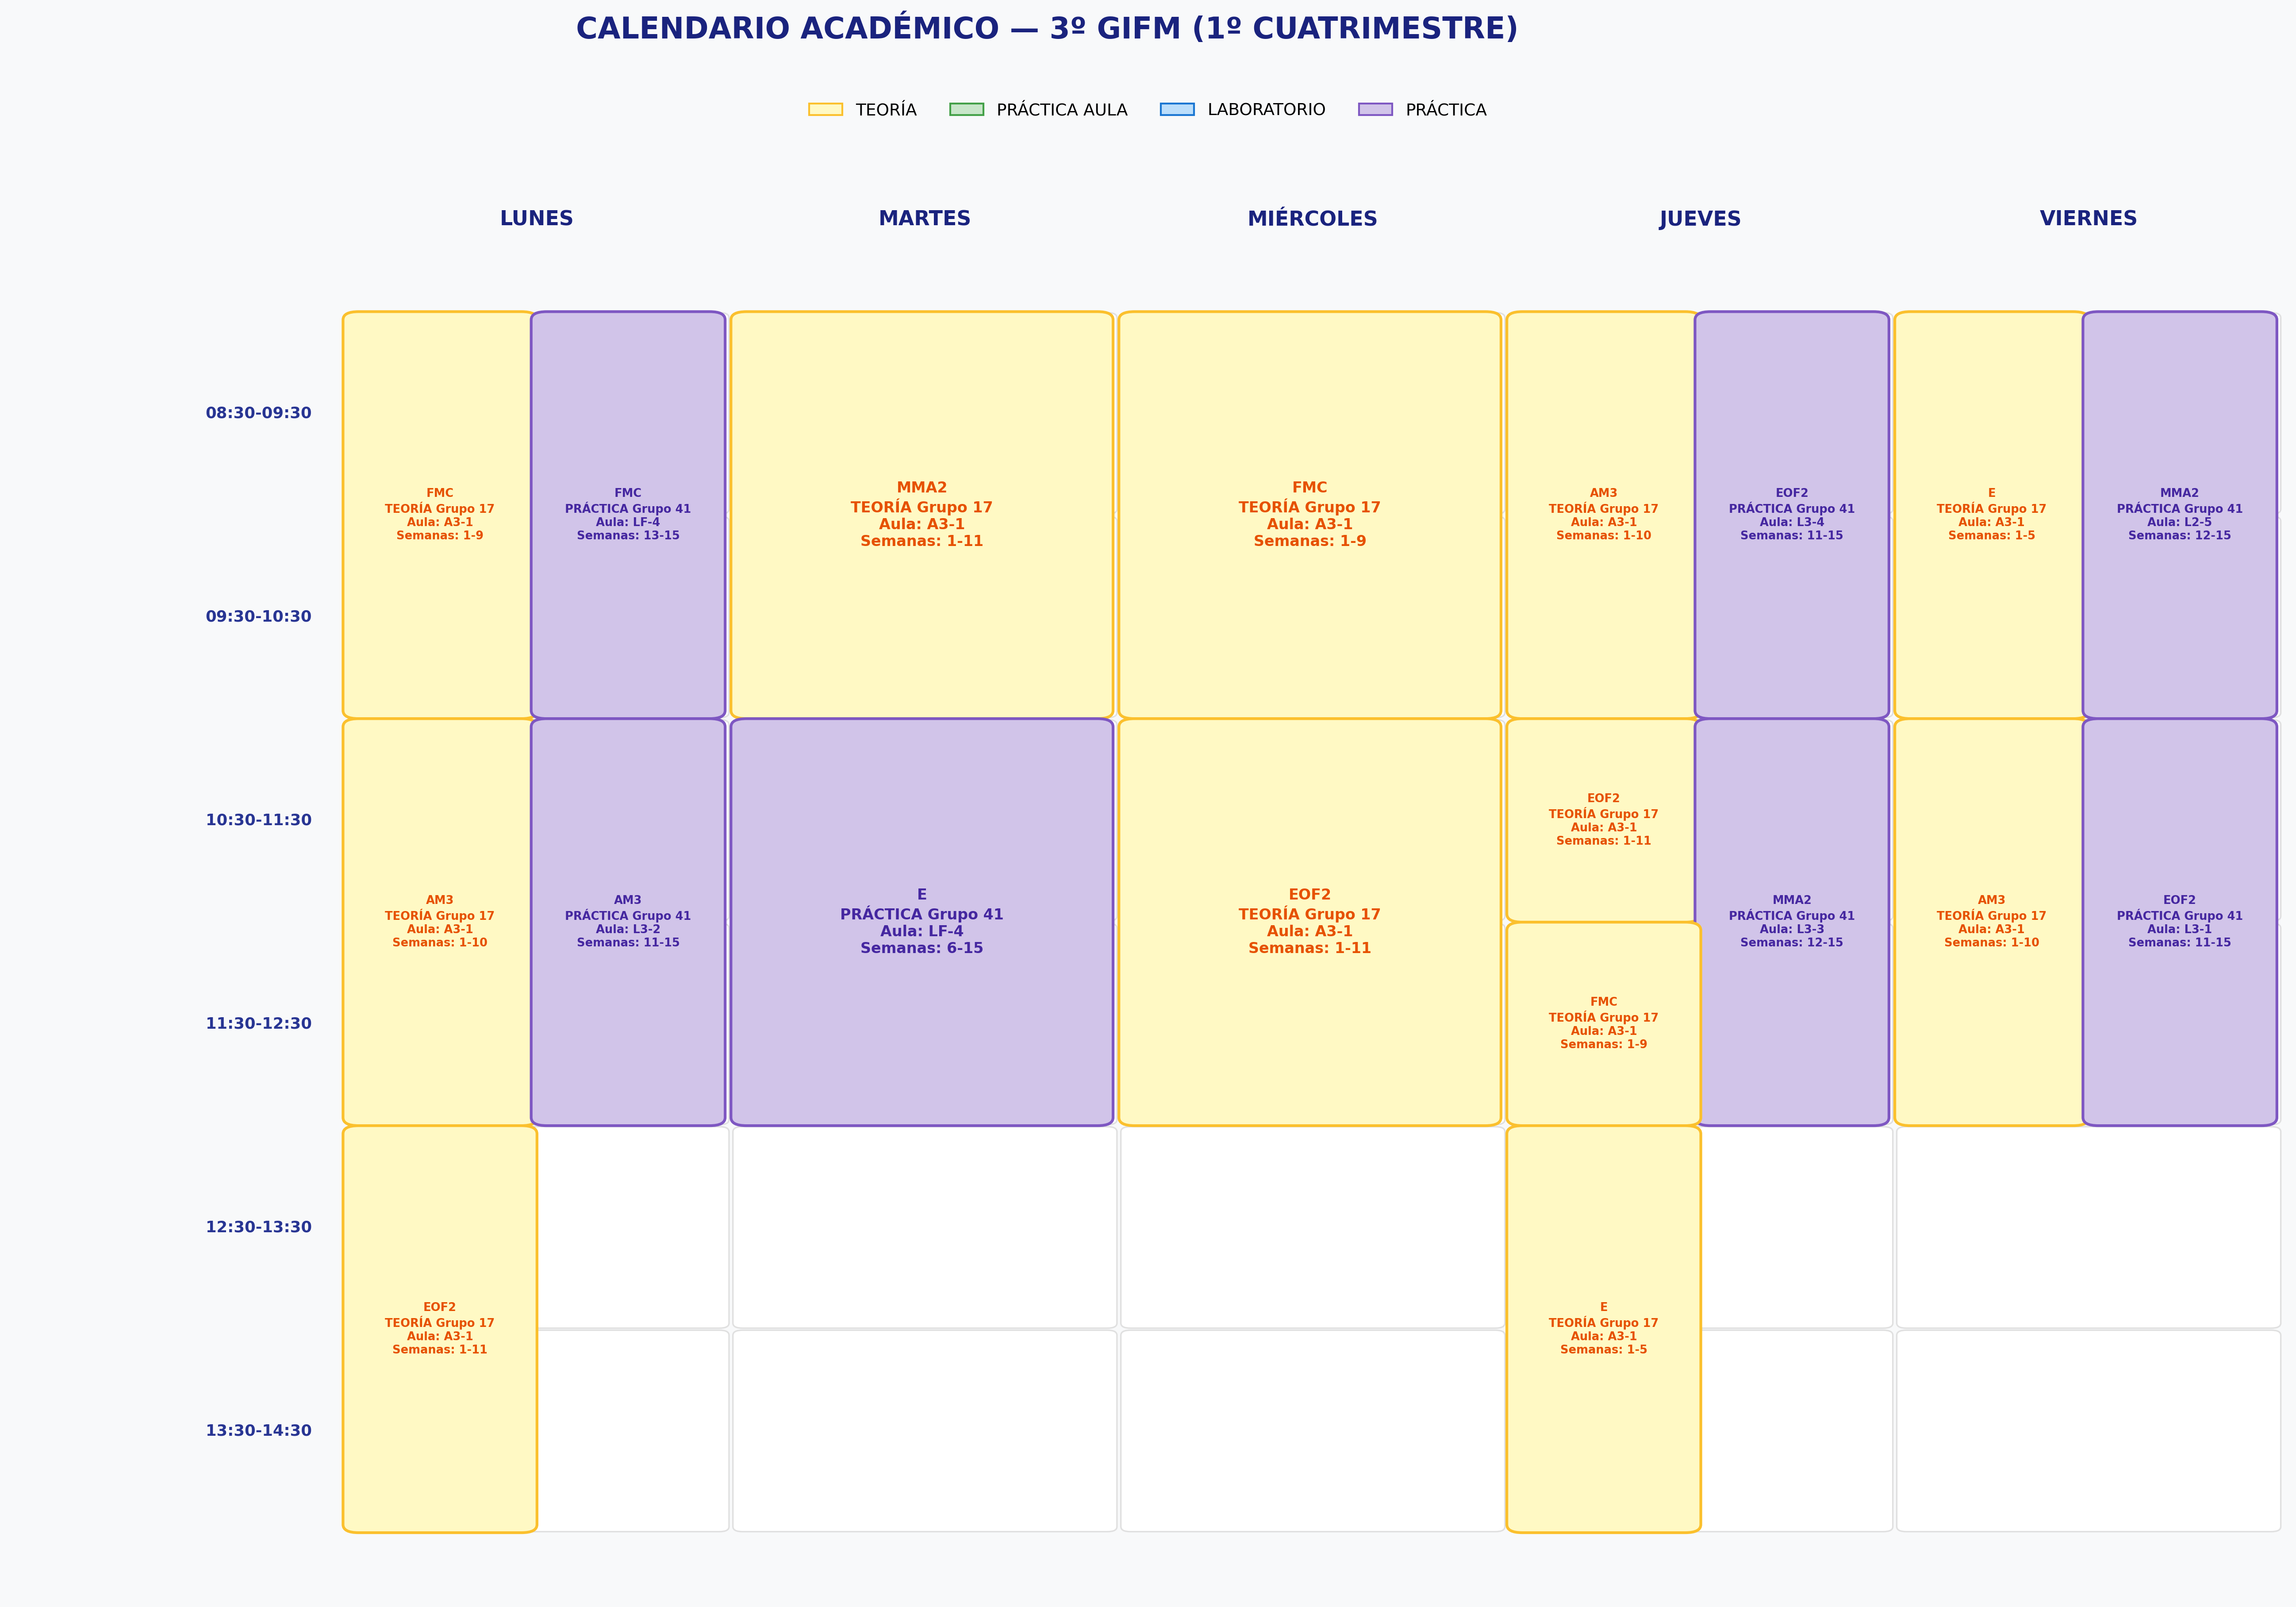 CALENDARIO ACADÉMICO — 3º GIFM (1º CUATRIMESTRE)
TEORÍA
PRÁCTICA AULA
LABORATORIO
PRÁCTICA
LUNES
MARTES
MIÉRCOLES
JUEVES
VIERNES
08:30-09:30
09:30-10:30
FMC
TEORÍA Grupo 17
Aula: A3-1
Semanas: 1-9
FMC
PRÁCTICA Grupo 41
Aula: LF-4
Semanas: 13-15
MMA2
TEORÍA Grupo 17
Aula: A3-1
Semanas: 1-11
FMC
TEORÍA Grupo 17
Aula: A3-1
Semanas: 1-9
AM3
TEORÍA Grupo 17
Aula: A3-1
Semanas: 1-10
EOF2
PRÁCTICA Grupo 41
Aula: L3-4
Semanas: 11-15
E
TEORÍA Grupo 17
Aula: A3-1
Semanas: 1-5
MMA2
PRÁCTICA Grupo 41
Aula: L2-5
Semanas: 12-15
10:30-11:30
11:30-12:30
AM3
TEORÍA Grupo 17
Aula: A3-1
Semanas: 1-10
AM3
PRÁCTICA Grupo 41
Aula: L3-2
Semanas: 11-15
E
PRÁCTICA Grupo 41
Aula: LF-4
Semanas: 6-15
EOF2
TEORÍA Grupo 17
Aula: A3-1
Semanas: 1-11
EOF2
TEORÍA Grupo 17
Aula: A3-1
Semanas: 1-11
FMC
TEORÍA Grupo 17
Aula: A3-1
Semanas: 1-9
MMA2
PRÁCTICA Grupo 41
Aula: L3-3
Semanas: 12-15
AM3
TEORÍA Grupo 17
Aula: A3-1
Semanas: 1-10
EOF2
PRÁCTICA Grupo 41
Aula: L3-1
Semanas: 11-15
12:30-13:30
13:30-14:30
EOF2
TEORÍA Grupo 17
Aula: A3-1
Semanas: 1-11
E
TEORÍA Grupo 17
Aula: A3-1
Semanas: 1-5